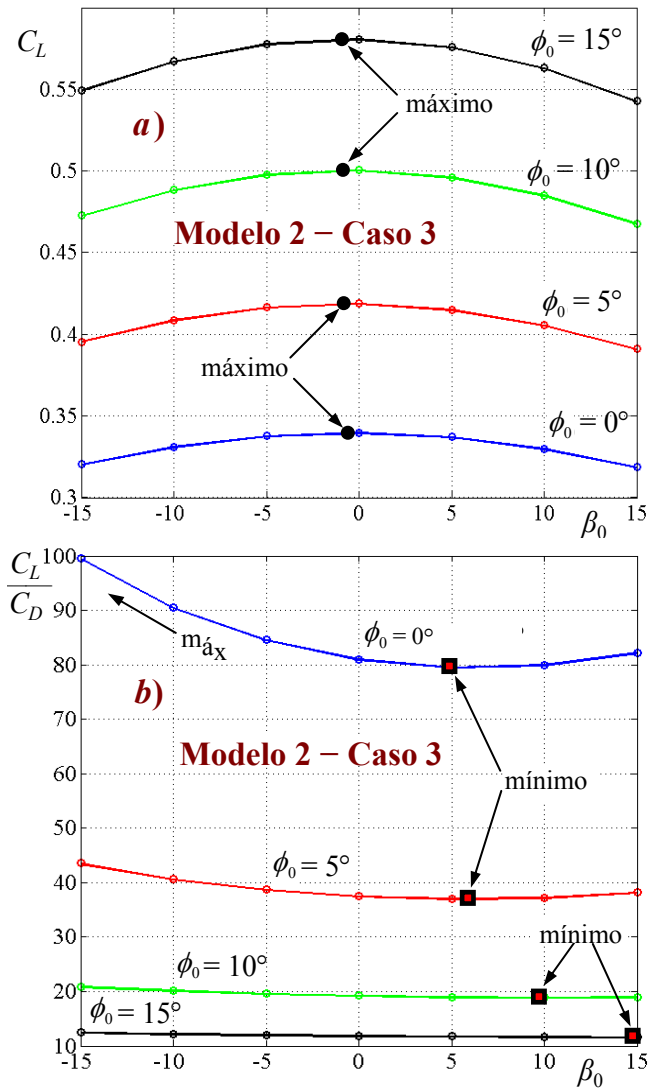 C_L
ϕ₀ = 15°
0.55
máximo
a)
0.5
ϕ₀ = 10°
Modelo 2 − Caso 3
0.45
ϕ₀ = 5°
0.4
máximo
0.35
ϕ₀ = 0°
0.3
-15 -10 -5 0 5 10 15
β₀
C_L
C_D
100
90
máx
ϕ₀ = 0°
80
b)
70
Modelo 2 − Caso 3
60
mínimo
50
ϕ₀ = 5°
40
30
mínimo
ϕ₀ = 10°
20
ϕ₀ = 15°
10
-15 -10 -5 0 5 10 15
β₀